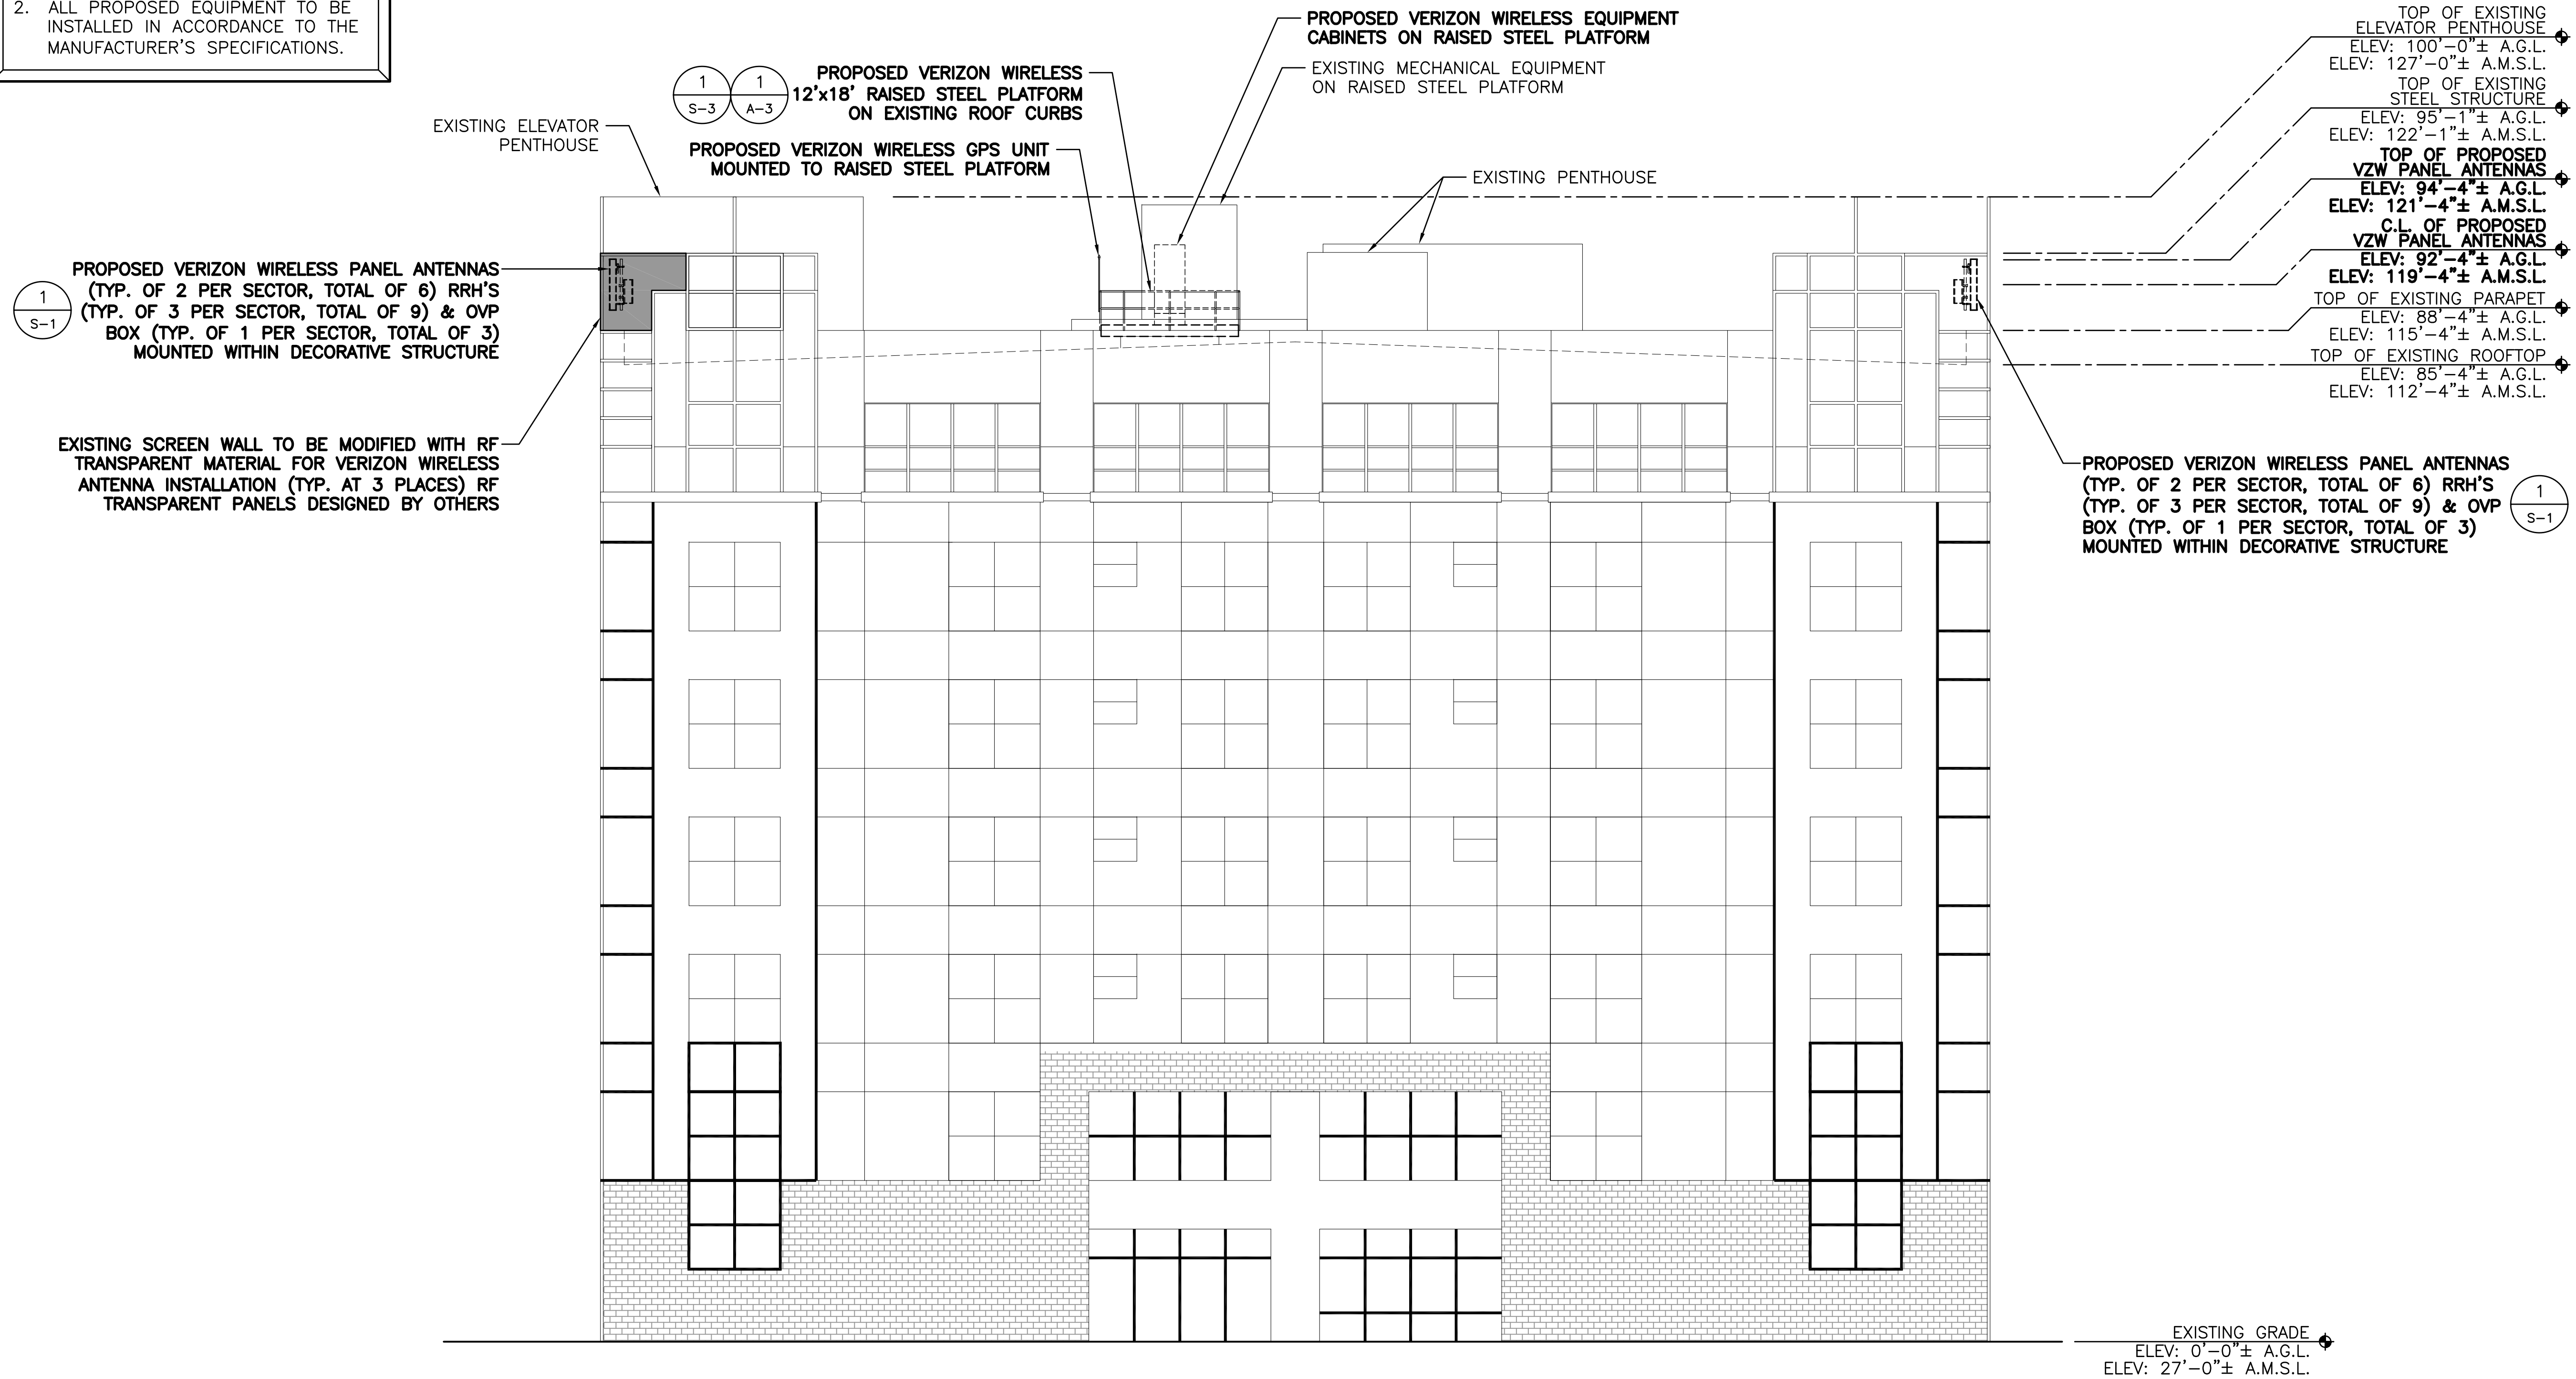 2. ALL PROPOSED EQUIPMENT TO BE
INSTALLED IN ACCORDANCE TO THE
MANUFACTURER'S SPECIFICATIONS.
PROPOSED VERIZON WIRELESS EQUIPMENT
CABINETS ON RAISED STEEL PLATFORM
EXISTING MECHANICAL EQUIPMENT
ON RAISED STEEL PLATFORM
1
S-3
1
A-3
PROPOSED VERIZON WIRELESS
12'x18' RAISED STEEL PLATFORM
ON EXISTING ROOF CURBS
EXISTING ELEVATOR
PENTHOUSE
PROPOSED VERIZON WIRELESS GPS UNIT
MOUNTED TO RAISED STEEL PLATFORM
EXISTING PENTHOUSE
TOP OF EXISTING
ELEVATOR PENTHOUSE
ELEV: 100'-0"± A.G.L.
ELEV: 127'-0"± A.M.S.L.
TOP OF EXISTING
STEEL STRUCTURE
ELEV: 95'-1"± A.G.L.
ELEV: 122'-1"± A.M.S.L.
TOP OF PROPOSED
VZW PANEL ANTENNAS
ELEV: 94'-4"± A.G.L.
ELEV: 121'-4"± A.M.S.L.
C.L. OF PROPOSED
VZW PANEL ANTENNAS
ELEV: 92'-4"± A.G.L.
ELEV: 119'-4"± A.M.S.L.
TOP OF EXISTING PARAPET
ELEV: 88'-4"± A.G.L.
ELEV: 115'-4"± A.M.S.L.
TOP OF EXISTING ROOFTOP
ELEV: 85'-4"± A.G.L.
ELEV: 112'-4"± A.M.S.L.
1
S-1
PROPOSED VERIZON WIRELESS PANEL ANTENNAS
(TYP. OF 2 PER SECTOR, TOTAL OF 6) RRH'S
(TYP. OF 3 PER SECTOR, TOTAL OF 9) & OVP
BOX (TYP. OF 1 PER SECTOR, TOTAL OF 3)
MOUNTED WITHIN DECORATIVE STRUCTURE
EXISTING SCREEN WALL TO BE MODIFIED WITH RF
TRANSPARENT MATERIAL FOR VERIZON WIRELESS
ANTENNA INSTALLATION (TYP. AT 3 PLACES) RF
TRANSPARENT PANELS DESIGNED BY OTHERS
PROPOSED VERIZON WIRELESS PANEL ANTENNAS
(TYP. OF 2 PER SECTOR, TOTAL OF 6) RRH'S
(TYP. OF 3 PER SECTOR, TOTAL OF 9) & OVP
BOX (TYP. OF 1 PER SECTOR, TOTAL OF 3)
MOUNTED WITHIN DECORATIVE STRUCTURE
1
S-1
EXISTING GRADE
ELEV: 0'-0"± A.G.L.
ELEV: 27'-0"± A.M.S.L.